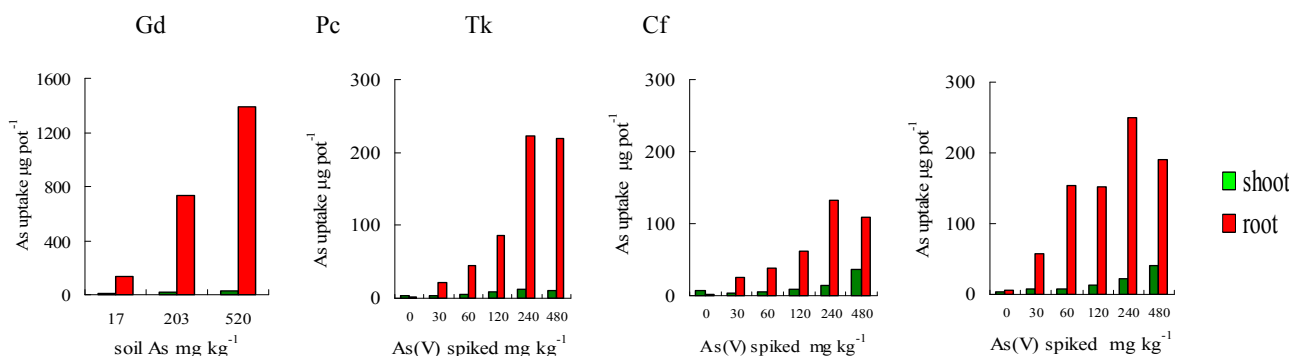 Gd Pc Tk Cf
As uptake µg pot⁻¹
1600
1200
800
400
0
17 203 520
soil As mg kg⁻¹
As uptake µg pot⁻¹
300
200
100
0
0 30 60 120 240 480
As(V) spiked mg kg⁻¹
As uptake µg pot⁻¹
300
200
100
0
0 30 60 120 240 480
As(V) spiked mg kg⁻¹
As uptake µg pot⁻¹
300
200
100
0
0 30 60 120 240 480
As(V) spiked mg kg⁻¹
shoot
root